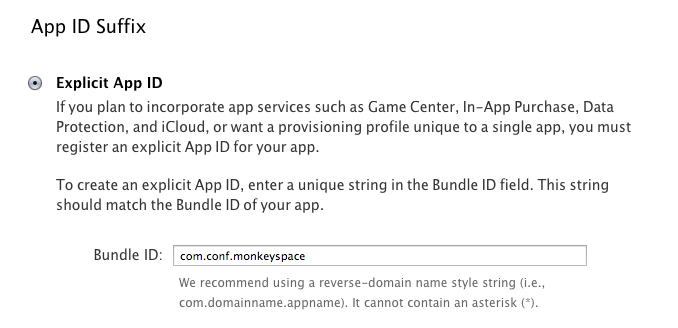 App ID Suffix
Explicit App ID
If you plan to incorporate app services such as Game Center, In-App Purchase, Data
Protection, and iCloud, or want a provisioning profile unique to a single app, you must
register an explicit App ID for your app.
To create an explicit App ID, enter a unique string in the Bundle ID field. This string
should match the Bundle ID of your app.
Bundle ID: com.conf.monkeyspace
We recommend using a reverse-domain name style string (i.e.,
com.domainname.appname). It cannot contain an asterisk (*).